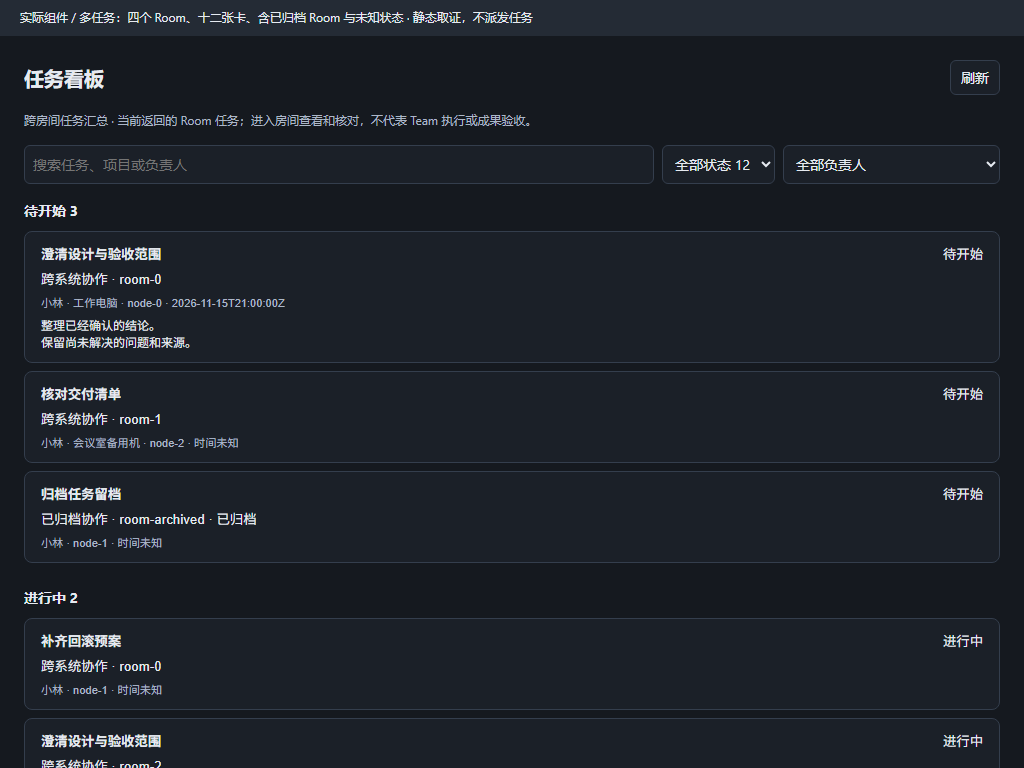 实际组件 / 多任务：四个 Room、十二张卡、含已归档 Room 与未知状态 · 静态取证，不派发任务
任务看板
刷新
跨房间任务汇总 · 当前返回的 Room 任务；进入房间查看和核对，不代表 Team 执行或成果验收。
搜索任务、项目或负责人
全部状态 12
全部负责人
待开始 3
澄清设计与验收范围
待开始
跨系统协作 · room-0
小林 · 工作电脑 · node-0 · 2026-11-15T21:00:00Z
整理已经确认的结论。
保留尚未解决的问题和来源。
核对交付清单
待开始
跨系统协作 · room-1
小林 · 会议室备用机 · node-2 · 时间未知
归档任务留档
待开始
已归档协作 · room-archived · 已归档
小林 · node-1 · 时间未知
进行中 2
补齐回滚预案
进行中
跨系统协作 · room-0
小林 · node-1 · 时间未知
澄清设计与验收范围
进行中
跨系统协作 · room-2